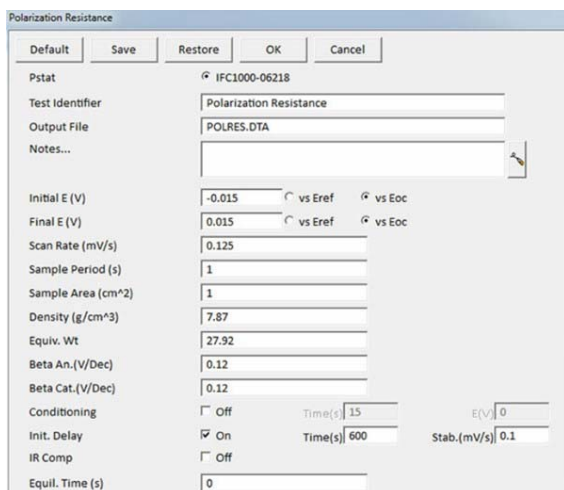 Polarization Resistance
Default Save Restore OK Cancel
Pstat IFC1000-06218
Test Identifier Polarization Resistance
Output File POLRES.DTA
Notes...
Initial E (V) -0.015 vs Eref vs Eoc
Final E (V) 0.015 vs Eref vs Eoc
Scan Rate (mV/s) 0.125
Sample Period (s) 1
Sample Area (cm^2) 1
Density (g/cm^3) 7.87
Equiv. Wt 27.92
Beta An.(V/Dec) 0.12
Beta Cat.(V/Dec) 0.12
Conditioning Off Time(s) 15 E(V) 0
Init. Delay On Time(s) 600 Stab.(mV/s) 0.1
IR Comp Off
Equil. Time (s) 0